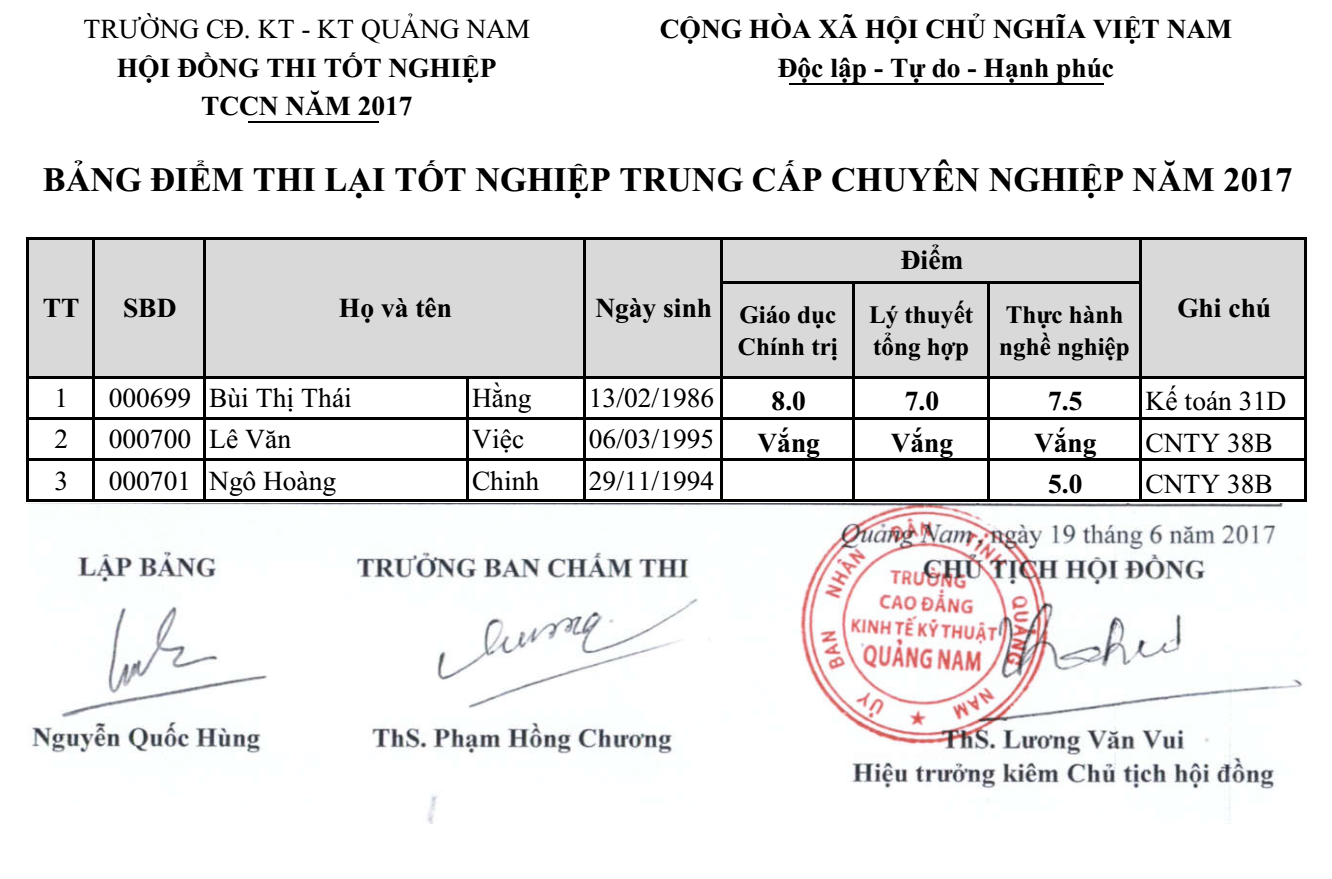 TRƯỜNG CĐ. KT - KT QUẢNG NAM
HỘI ĐỒNG THI TỐT NGHIỆP
TCCN NĂM 2017
CỘNG HÒA XÃ HỘI CHỦ NGHĨA VIỆT NAM
Độc lập - Tự do - Hạnh phúc
BẢNG ĐIỂM THI LẠI TỐT NGHIỆP TRUNG CẤP CHUYÊN NGHIỆP NĂM 2017
TT SBD Họ và tên Ngày sinh Điểm Ghi chú
Giáo dục Chính trị Lý thuyết tổng hợp Thực hành nghề nghiệp
1 000699 Bùi Thị Thái Hằng 13/02/1986 8.0 7.0 7.5 Kế toán 31D
2 000700 Lê Văn Việc 06/03/1995 Vắng Vắng Vắng CNTY 38B
3 000701 Ngô Hoàng Chinh 29/11/1994 5.0 CNTY 38B
Quảng Nam, ngày 19 tháng 6 năm 2017
LẬP BẢNG TRƯỞNG BAN CHẤM THI CHỦ TỊCH HỘI ĐỒNG
ỦY BAN NHÂN DÂN TỈNH QUẢNG NAM
TRƯỜNG
CAO ĐẲNG
KINH TẾ KỸ THUẬT
QUẢNG NAM
Nguyễn Quốc Hùng ThS. Phạm Hồng Chương ThS. Lương Văn Vui
Hiệu trưởng kiêm Chủ tịch hội đồng